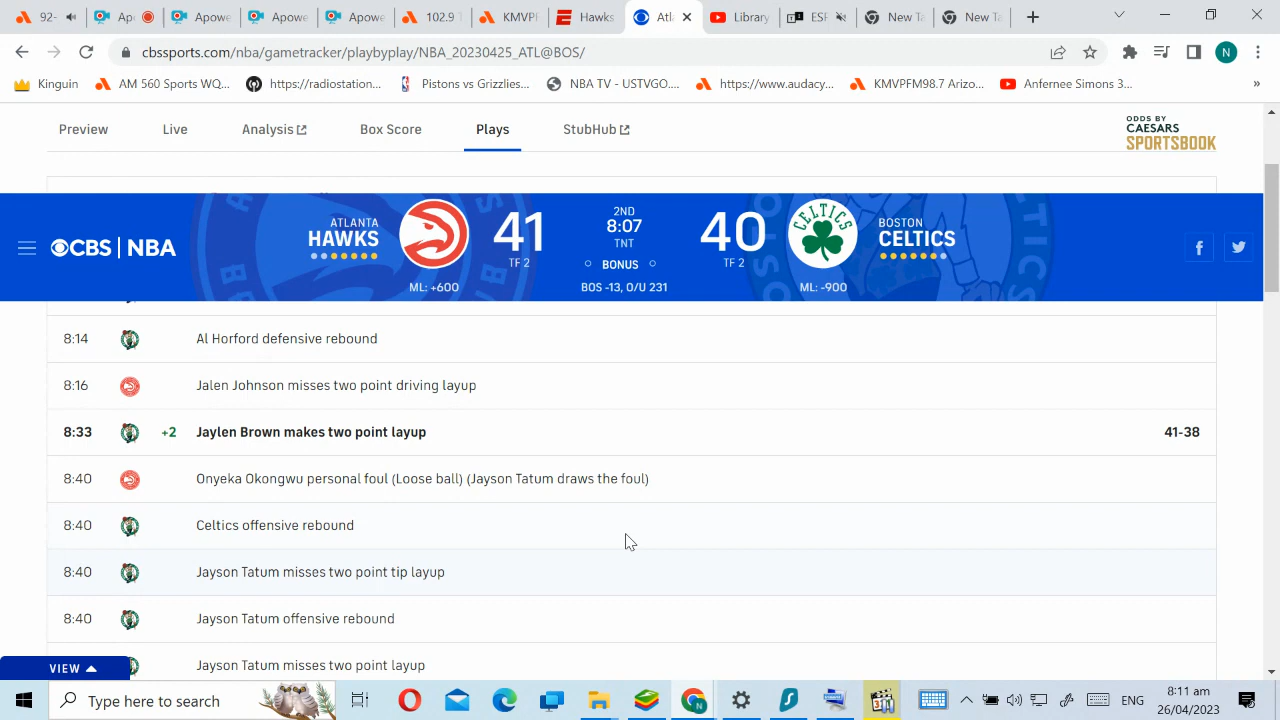 92-
Apa
Apowe
Apowe
Apowe
102.9 T
KMVP
Hawks
Atla
Library
ESF
New Ta
New Ta
cbssports.com/nba/gametracker/playbyplay/NBA_20230425_ATL@BOS/
N
Kinguin
AM 560 Sports WQ...
https://radiostation...
Pistons vs Grizzlies...
NBA TV - USTVGO....
https://www.audacy...
KMVPFM98.7 Arizo...
Anfernee Simons 3...
»
Preview
Live
Analysis
Box Score
Plays
StubHub
ODDS BY
CAESARS
SPORTSBOOK
CBS | NBA
ATLANTA
HAWKS
41
TF 2
ML: +600
2ND
8:07
TNT
BONUS
BOS -13, O/U 231
40
TF 2
CELTICS
BOSTON
CELTICS
ML: -900
8:14 Al Horford defensive rebound
8:16 Jalen Johnson misses two point driving layup
8:33 +2 Jaylen Brown makes two point layup 41-38
8:40 Onyeka Okongwu personal foul (Loose ball) (Jayson Tatum draws the foul)
8:40 Celtics offensive rebound
8:40 Jayson Tatum misses two point tip layup
8:40 Jayson Tatum offensive rebound
Jayson Tatum misses two point layup
VIEW
Type here to search
ENG
8:11 am
26/04/2023